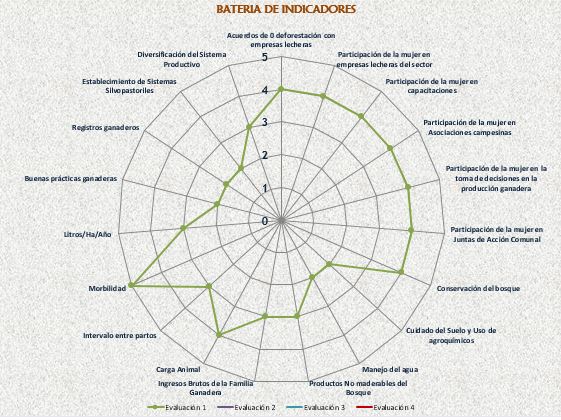 BATERIA DE INDICADORES
Acuerdos de 0 deforestación con
empresas lecheras
Participación de la mujer en
empresas lecheras del sector
Participación de la mujer en
capacitaciones
Participación de la mujer en
Asociaciones campesinas
Participación de la mujer en la
toma de decisiones en la
producción ganadera
Participación de la mujer en
Juntas de Acción Comunal
Conservación del bosque
Cuidado del Suelo y Uso de
agroquímicos
Manejo del agua
Productos No maderables del
Bosque
Ingresos Brutos de la Familia
Ganadera
Carga Animal
Intervalo entre partos
Morbilidad
Litros/Ha/Año
Buenas prácticas ganaderas
Registros ganaderos
Establecimiento de Sistemas
Silvopastoriles
Diversificación del Sistema
Productivo
5
4
3
2
1
0
Evaluación 1 Evaluación 2 Evaluación 3 Evaluación 4